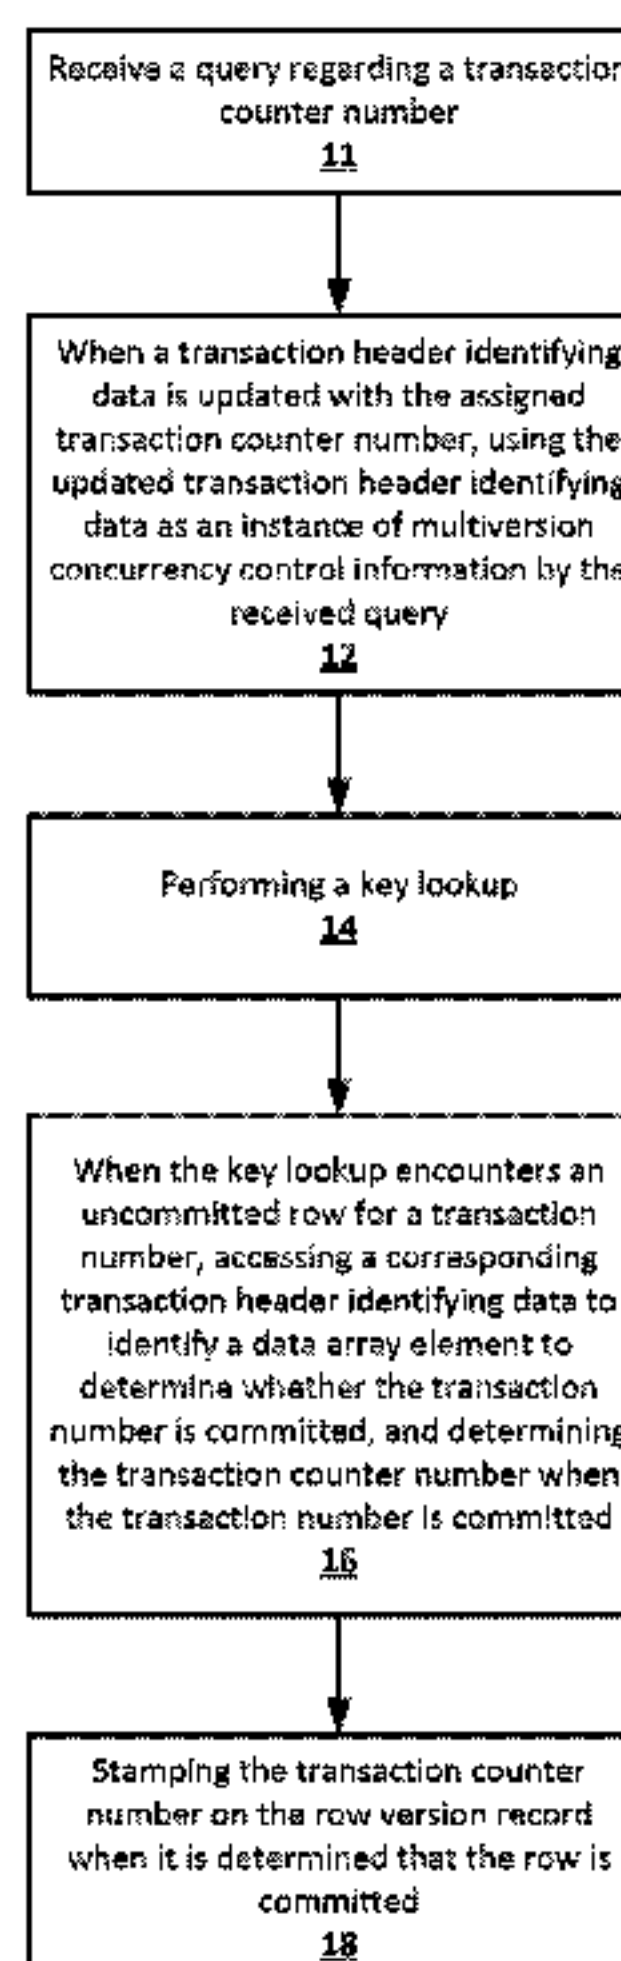 Receive a query regarding a transaction
counter number
11
When a transaction header identifying
data is updated with the assigned
transaction counter number, using the
updated transaction header identifying
data as an instance of multiversion
concurrency control information by the
received query
12
Performing a key lookup
14
When the key lookup encounters an
uncommitted row for a transaction
number, accessing a corresponding
transaction header identifying data to
identify a data array element to
determine whether the transaction
number is committed, and determining
the transaction counter number when
the transaction number is committed
16
Stamping the transaction counter
number on the row version record
when it is determined that the row is
committed
18